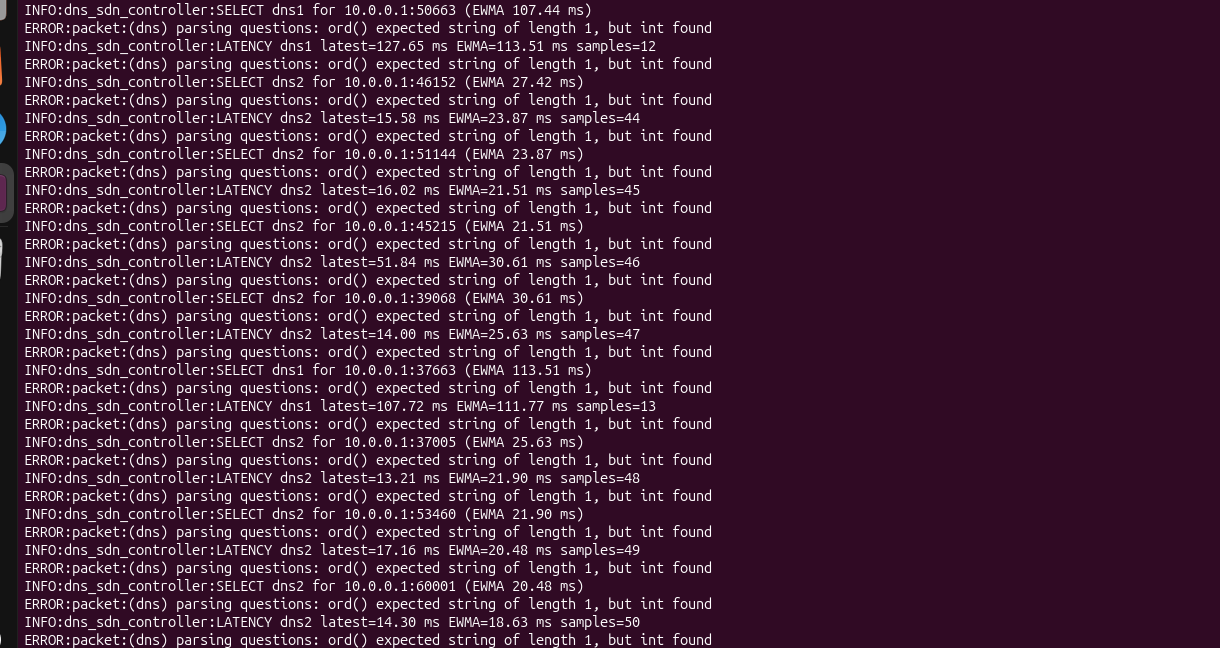 INFO:dns_sdn_controller:SELECT dns1 for 10.0.0.1:50663 (EWMA 107.44 ms)
ERROR:packet:(dns) parsing questions: ord() expected string of length 1, but int found
INFO:dns_sdn_controller:LATENCY dns1 latest=127.65 ms EWMA=113.51 ms samples=12
ERROR:packet:(dns) parsing questions: ord() expected string of length 1, but int found
INFO:dns_sdn_controller:SELECT dns2 for 10.0.0.1:46152 (EWMA 27.42 ms)
ERROR:packet:(dns) parsing questions: ord() expected string of length 1, but int found
INFO:dns_sdn_controller:LATENCY dns2 latest=15.58 ms EWMA=23.87 ms samples=44
ERROR:packet:(dns) parsing questions: ord() expected string of length 1, but int found
INFO:dns_sdn_controller:SELECT dns2 for 10.0.0.1:51144 (EWMA 23.87 ms)
ERROR:packet:(dns) parsing questions: ord() expected string of length 1, but int found
INFO:dns_sdn_controller:LATENCY dns2 latest=16.02 ms EWMA=21.51 ms samples=45
ERROR:packet:(dns) parsing questions: ord() expected string of length 1, but int found
INFO:dns_sdn_controller:SELECT dns2 for 10.0.0.1:45215 (EWMA 21.51 ms)
ERROR:packet:(dns) parsing questions: ord() expected string of length 1, but int found
INFO:dns_sdn_controller:LATENCY dns2 latest=51.84 ms EWMA=30.61 ms samples=46
ERROR:packet:(dns) parsing questions: ord() expected string of length 1, but int found
INFO:dns_sdn_controller:SELECT dns2 for 10.0.0.1:39068 (EWMA 30.61 ms)
ERROR:packet:(dns) parsing questions: ord() expected string of length 1, but int found
INFO:dns_sdn_controller:LATENCY dns2 latest=14.00 ms EWMA=25.63 ms samples=47
ERROR:packet:(dns) parsing questions: ord() expected string of length 1, but int found
INFO:dns_sdn_controller:SELECT dns1 for 10.0.0.1:37663 (EWMA 113.51 ms)
ERROR:packet:(dns) parsing questions: ord() expected string of length 1, but int found
INFO:dns_sdn_controller:LATENCY dns1 latest=107.72 ms EWMA=111.77 ms samples=13
ERROR:packet:(dns) parsing questions: ord() expected string of length 1, but int found
INFO:dns_sdn_controller:SELECT dns2 for 10.0.0.1:37005 (EWMA 25.63 ms)
ERROR:packet:(dns) parsing questions: ord() expected string of length 1, but int found
INFO:dns_sdn_controller:LATENCY dns2 latest=13.21 ms EWMA=21.90 ms samples=48
ERROR:packet:(dns) parsing questions: ord() expected string of length 1, but int found
INFO:dns_sdn_controller:SELECT dns2 for 10.0.0.1:53460 (EWMA 21.90 ms)
ERROR:packet:(dns) parsing questions: ord() expected string of length 1, but int found
INFO:dns_sdn_controller:LATENCY dns2 latest=17.16 ms EWMA=20.48 ms samples=49
ERROR:packet:(dns) parsing questions: ord() expected string of length 1, but int found
INFO:dns_sdn_controller:SELECT dns2 for 10.0.0.1:60001 (EWMA 20.48 ms)
ERROR:packet:(dns) parsing questions: ord() expected string of length 1, but int found
INFO:dns_sdn_controller:LATENCY dns2 latest=14.30 ms EWMA=18.63 ms samples=50
ERROR:packet:(dns) parsing questions: ord() expected string of length 1, but int found